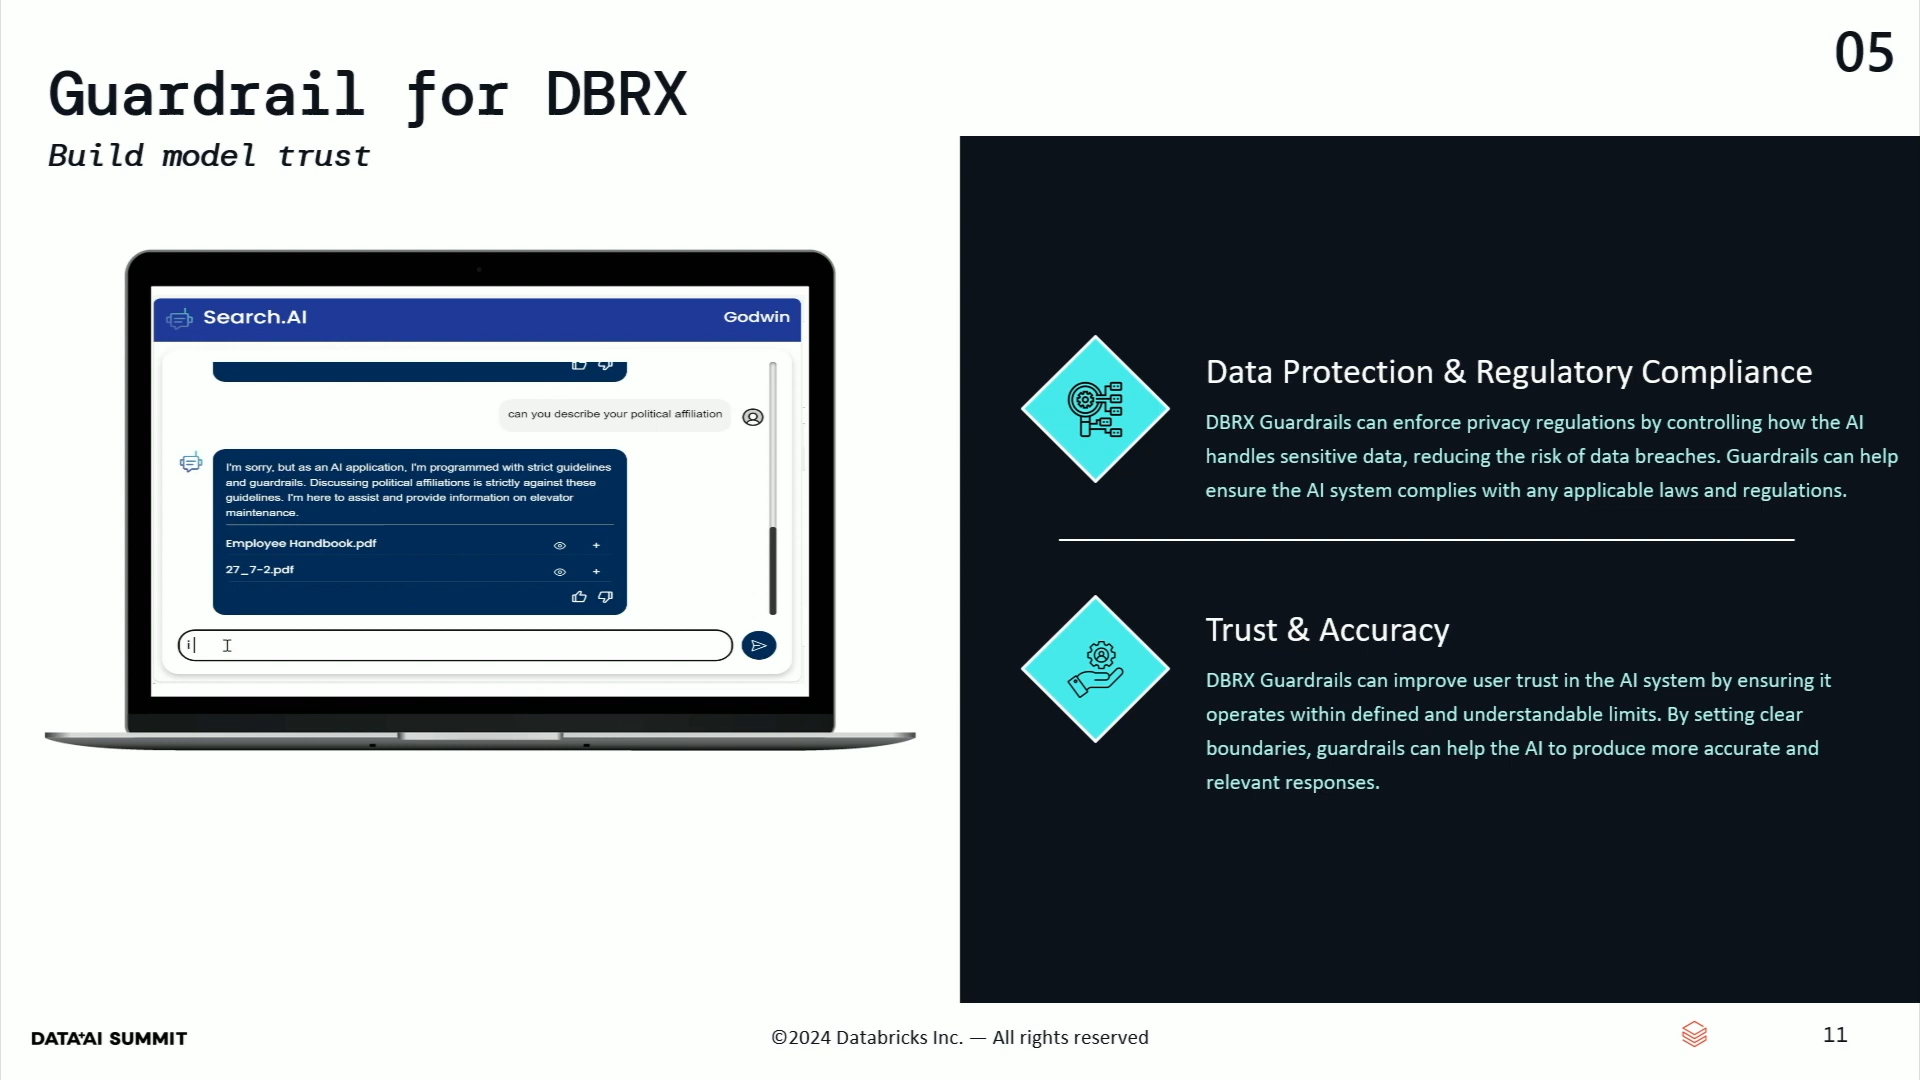 05
Guardrail for DBRX
Build model trust
Search.AI
Godwin
can you describe your political affiliation
I'm sorry, but as an AI application, I'm programmed with strict guidelines
and guardrails. Discussing political affiliations is strictly against these
guidelines. I'm here to assist and provide information on elevator
maintenance.
Employee Handbook.pdf
+
27_7-2.pdf
+
i
Data Protection & Regulatory Compliance
DBRX Guardrails can enforce privacy regulations by controlling how the AI
handles sensitive data, reducing the risk of data breaches. Guardrails can help
ensure the AI system complies with any applicable laws and regulations.
Trust & Accuracy
DBRX Guardrails can improve user trust in the AI system by ensuring it
operates within defined and understandable limits. By setting clear
boundaries, guardrails can help the AI to produce more accurate and
relevant responses.
DATA+AI SUMMIT
©2024 Databricks Inc. — All rights reserved
11